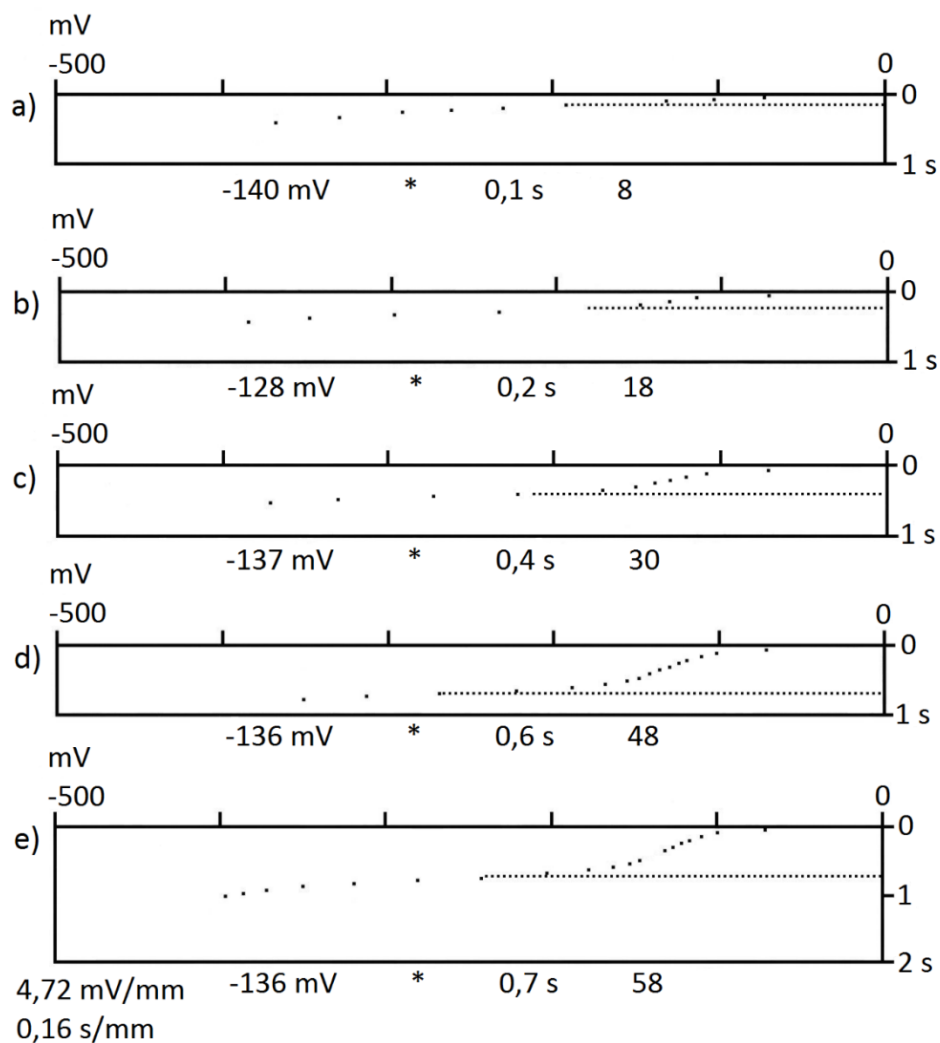 mV
-500 0
a) 0
1 s
-140 mV * 0,1 s 8
mV
-500 0
b) 0
1 s
-128 mV * 0,2 s 18
mV
-500 0
c) 0
1 s
-137 mV * 0,4 s 30
mV
-500 0
d) 0
1 s
-136 mV * 0,6 s 48
mV
-500 0
e) 0
1
2 s
4,72 mV/mm -136 mV * 0,7 s 58
0,16 s/mm